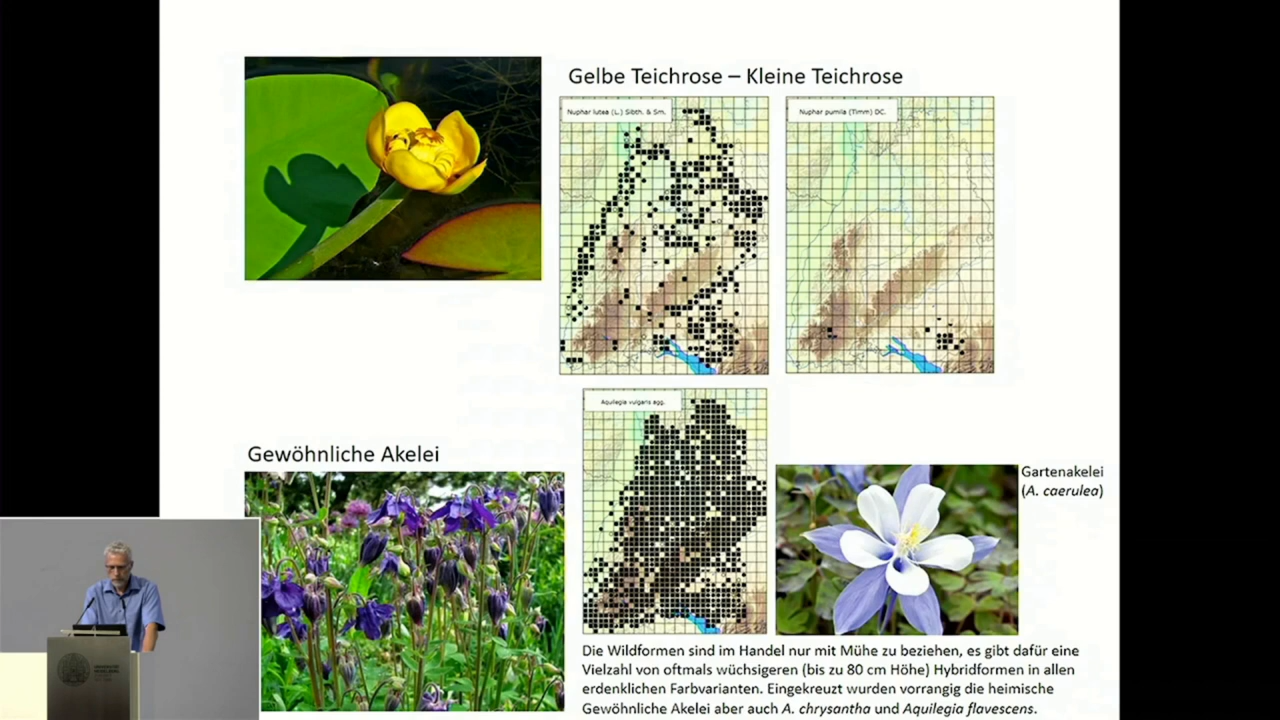 Gelbe Teichrose – Kleine Teichrose
Nuphar lutea (L.) Sibth. & Sm.
Nuphar pumila (Timm) DC.
Aquilegia vulgaris agg.
Gewöhnliche Akelei
Gartenakelei
(A. caerulea)
Die Wildformen sind im Handel nur mit Mühe zu beziehen, es gibt dafür eine
Vielzahl von oftmals wüchsigeren (bis zu 80 cm Höhe) Hybridformen in allen
erdenklichen Farbvarianten. Eingekreuzt wurden vorrangig die heimische
Gewöhnliche Akelei aber auch A. chrysantha und Aquilegia flavescens.